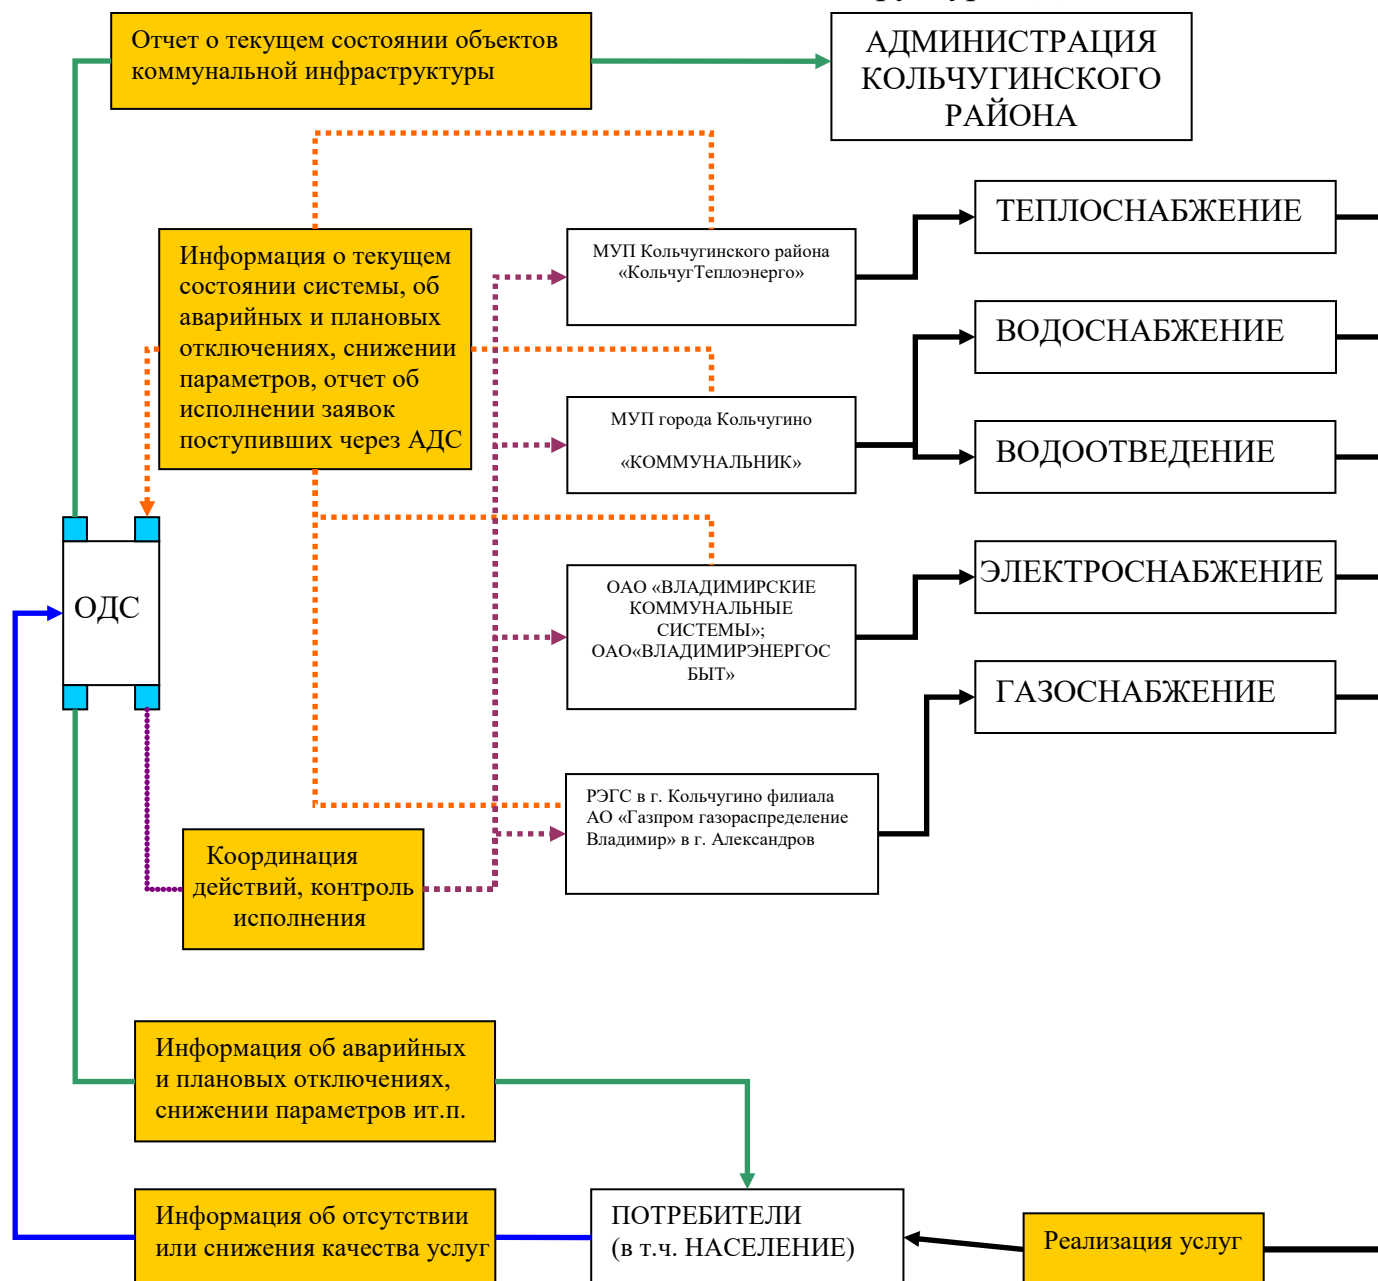 Отчет о текущем состоянии объектов
коммунальной инфраструктуры
АДМИНИСТРАЦИЯ
КОЛЬЧУГИНСКОГО
РАЙОНА
Информация о текущем
состоянии системы, об
аварийных и плановых
отключениях, снижении
параметров, отчет об
исполнении заявок
поступивших через АДС
МУП Кольчугинского района
«КольчугТеплоэнерго»
ТЕПЛОСНАБЖЕНИЕ
ВОДОСНАБЖЕНИЕ
МУП города Кольчугино
«КОММУНАЛЬНИК»
ВОДООТВЕДЕНИЕ
ОДС
ОАО «ВЛАДИМИРСКИЕ
КОММУНАЛЬНЫЕ
СИСТЕМЫ»;
ОАО«ВЛАДИМИРЭНЕРГОС
БЫТ»
ЭЛЕКТРОСНАБЖЕНИЕ
ГАЗОСНАБЖЕНИЕ
РЭГС в г. Кольчугино филиала
АО «Газпром газораспределение
Владимир» в г. Александров
Координация
действий, контроль
исполнения
Информация об аварийных
и плановых отключениях,
снижении параметров ит.п.
Информация об отсутствии
или снижения качества услуг
ПОТРЕБИТЕЛИ
(в т.ч. НАСЕЛЕНИЕ)
Реализация услуг